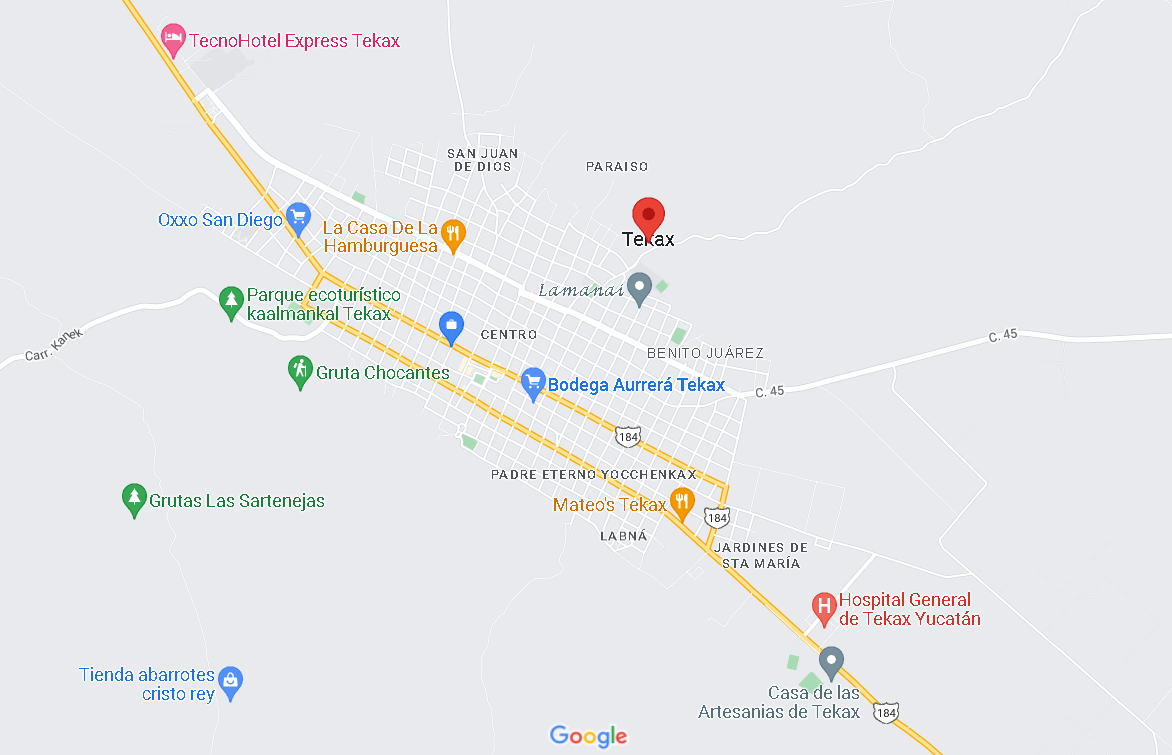 TecnoHotel Express Tekax
SAN JUAN
DE DIOS
PARAISO
Oxxo San Diego
La Casa De La
Hamburguesa
Tekax
Lamanai
Parque ecoturístico
kaalmankal Tekax
CENTRO
Carr. Kanek
C. 45
BENITO JUÁREZ
Gruta Chocantes
Bodega Aurrerá Tekax
C. 45
184
PADRE ETERNO YOCCHENKAX
Grutas Las Sartenejas
Mateo's Tekax
184
LABNÁ
JARDINES DE
STA MARÍA
H
Hospital General
de Tekax Yucatán
Tienda abarrotes
cristo rey
Casa de las
Artesanias de Tekax
184
Google